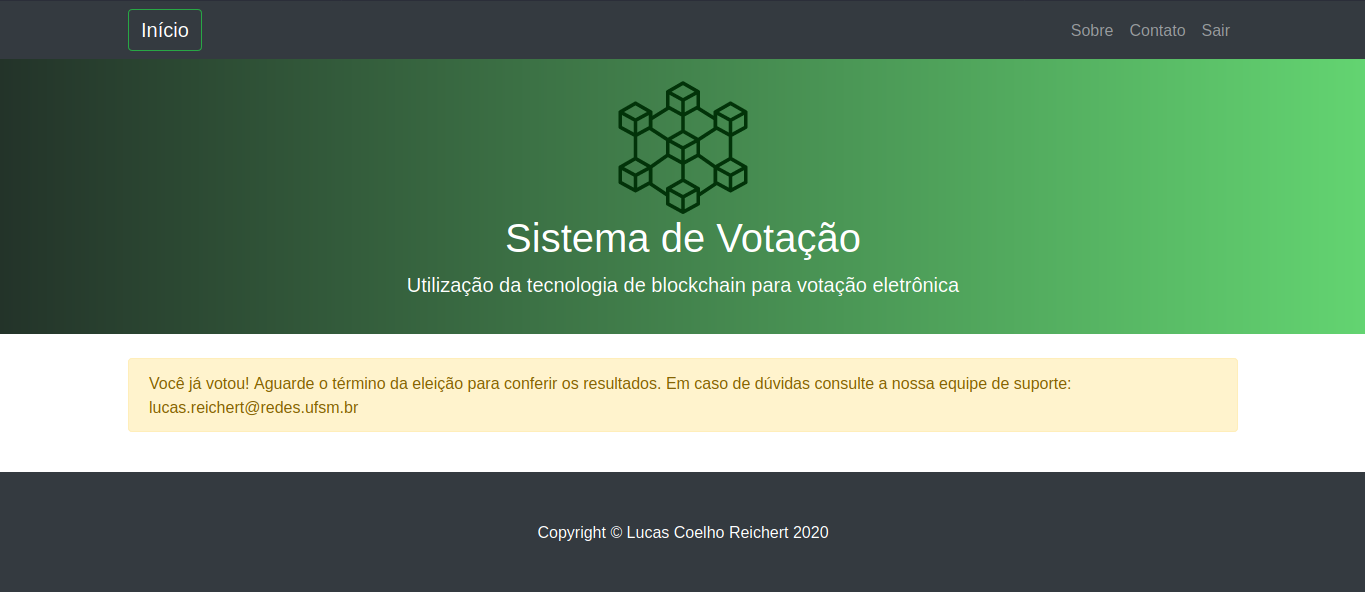 Início
Sobre Contato Sair
Sistema de Votação
Utilização da tecnologia de blockchain para votação eletrônica
Você já votou! Aguarde o término da eleição para conferir os resultados. Em caso de dúvidas consulte a nossa equipe de suporte:
lucas.reichert@redes.ufsm.br
Copyright © Lucas Coelho Reichert 2020